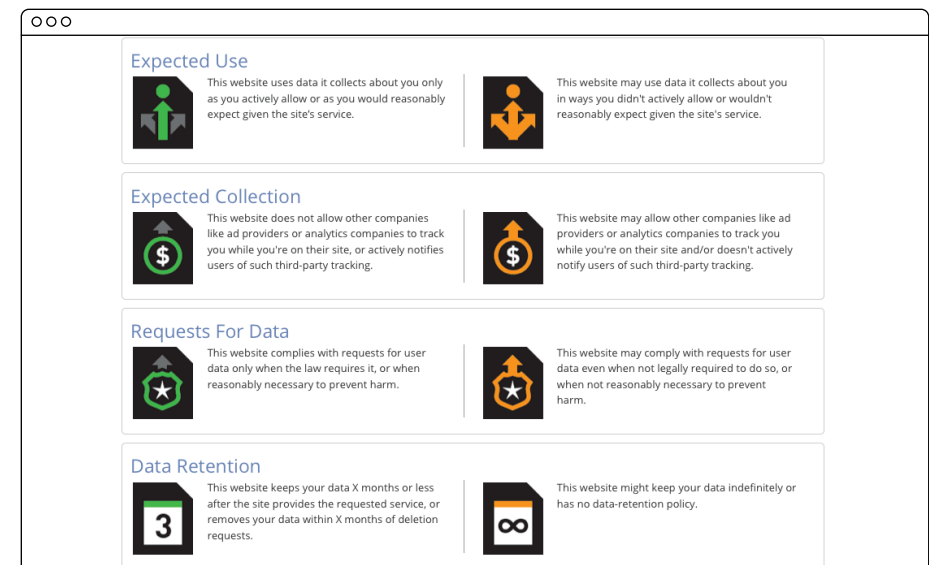 Expected Use
This website uses data it collects about you only
as you actively allow or as you would reasonably
expect given the site's service.
This website may use data it collects about you
in ways you didn't actively allow or wouldn't
reasonably expect given the site's service.
Expected Collection
This website does not allow other companies
like ad providers or analytics companies to track
you while you're on their site, or actively notifies
users of such third-party tracking.
$
This website may allow other companies like ad
providers or analytics companies to track you
while you're on their site and/or doesn't actively
notify users of such third-party tracking.
$
Requests For Data
This website complies with requests for user
data only when the law requires it, or when
reasonably necessary to prevent harm.
This website may comply with requests for user
data even when not legally required to do so, or
when not reasonably necessary to prevent
harm.
Data Retention
This website keeps your data X months or less
after the site provides the requested service, or
removes your data within X months of deletion
requests.
3
This website might keep your data indefinitely or
has no data-retention policy.
∞